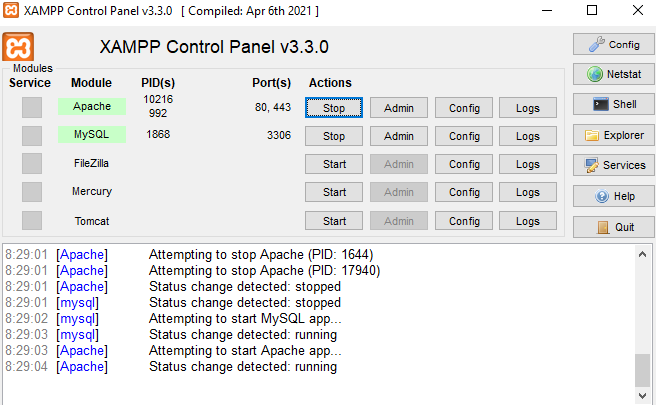 XAMPP Control Panel v3.3.0 [ Compiled: Apr 6th 2021 ]
XAMPP Control Panel v3.3.0
Config
Modules
Service Module PID(s) Port(s) Actions
Netstat
Apache 10216 992 80, 443 Stop Admin Config Logs
Shell
MySQL 1868 3306 Stop Admin Config Logs
Explorer
FileZilla Start Admin Config Logs
Services
Mercury Start Admin Config Logs
Help
Tomcat Start Admin Config Logs
Quit
8:29:01 [Apache] Attempting to stop Apache (PID: 1644)
8:29:01 [Apache] Attempting to stop Apache (PID: 17940)
8:29:01 [Apache] Status change detected: stopped
8:29:01 [mysql] Status change detected: stopped
8:29:02 [mysql] Attempting to start MySQL app...
8:29:03 [mysql] Status change detected: running
8:29:03 [Apache] Attempting to start Apache app...
8:29:04 [Apache] Status change detected: running